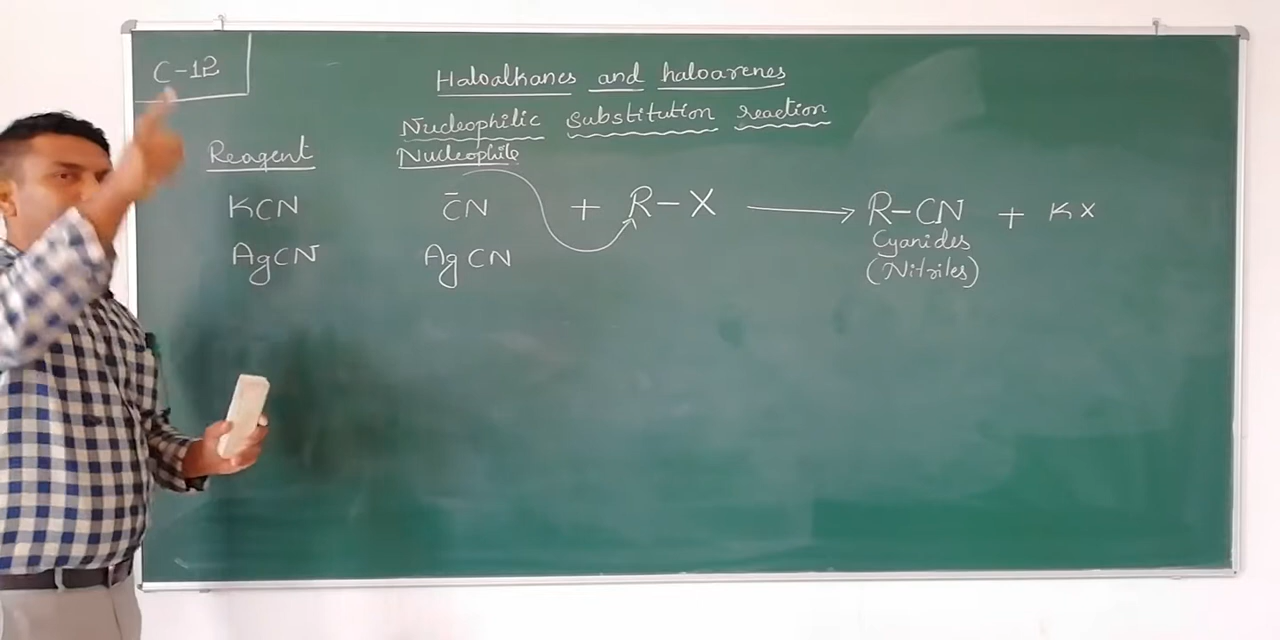 C-12
Haloalkanes and haloarenes
Nucleophilic Substitution reaction
Reagent Nucleophile
KCN C̄N + R-X ⟶ R-CN + KX
Cyanides
AgCN AgCN (Nitriles)